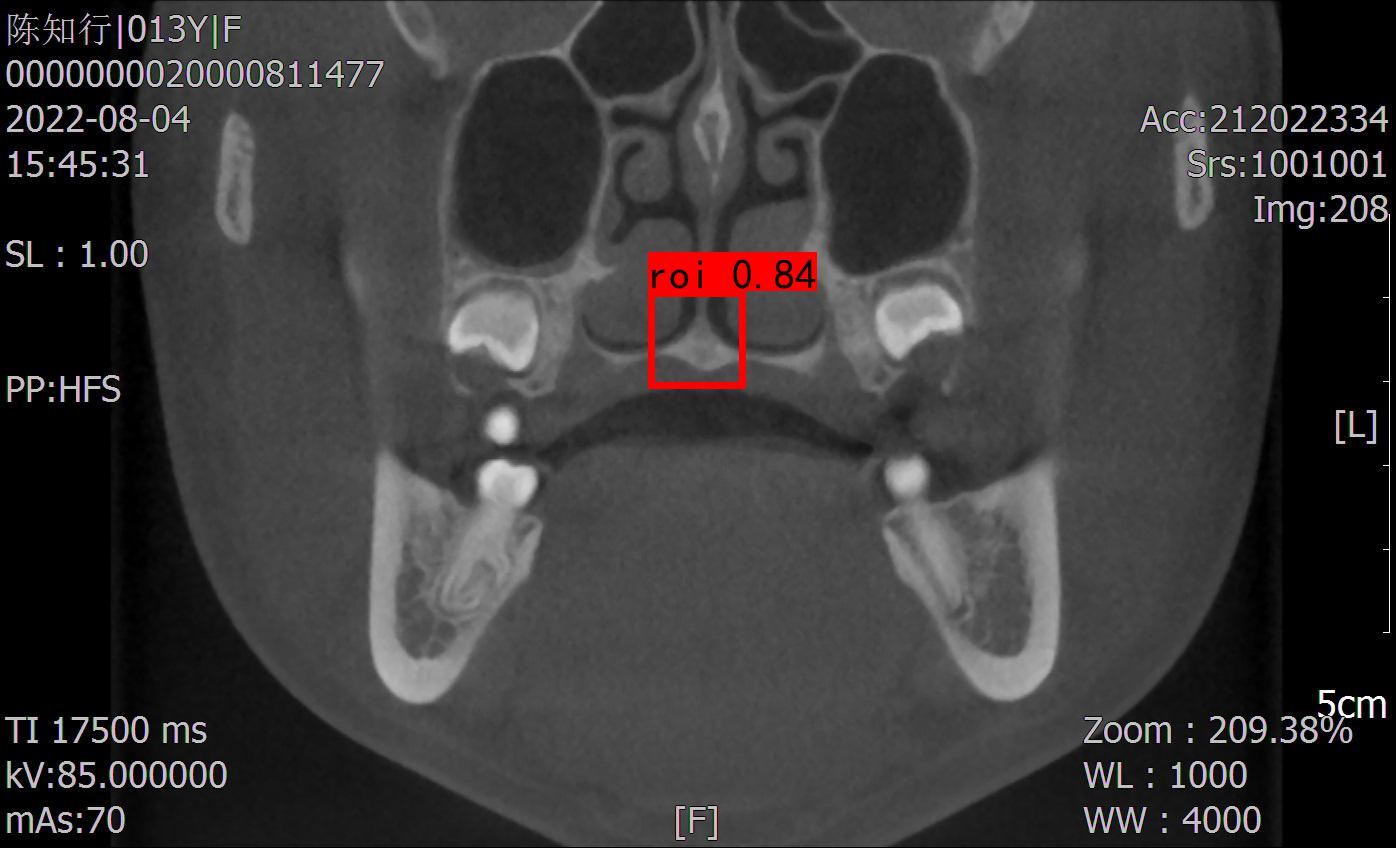 陈知行|013Y|F
0000000020000811477
2022-08-04
15:45:31
SL : 1.00
PP:HFS
Acc:212022334
Srs:1001001
Img:208
roi 0.84
[L]
5cm
TI 17500 ms
kV:85.000000
mAs:70
[F]
Zoom : 209.38%
WL : 1000
WW : 4000